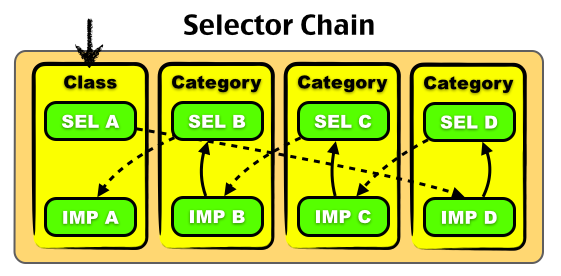 Selector Chain
Class
Category
Category
Category
SEL A
SEL B
SEL C
SEL D
IMP A
IMP B
IMP C
IMP D